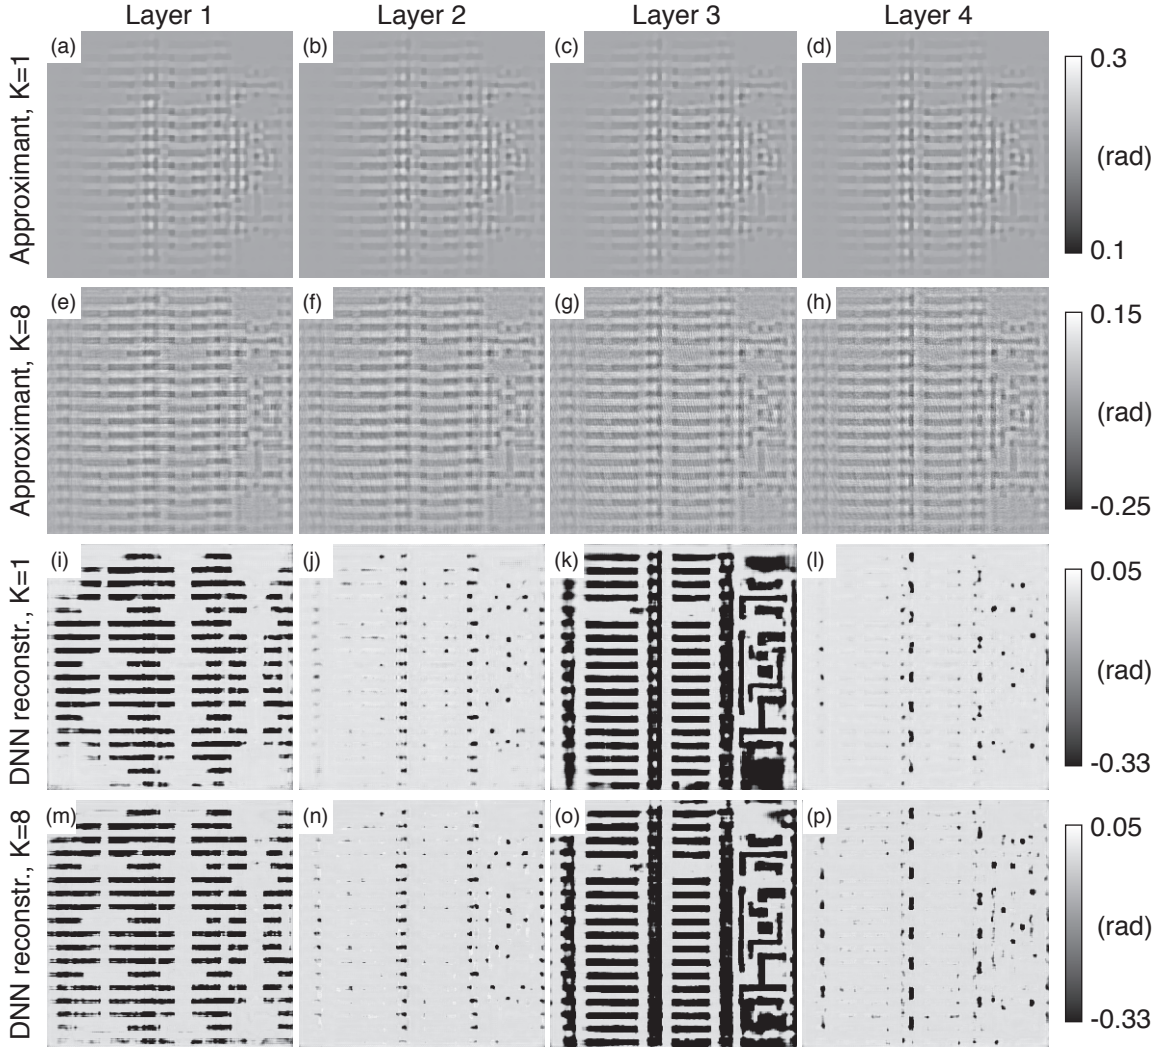 Layer 1 Layer 2 Layer 3 Layer 4
Approximant, K=1
(a) (b) (c) (d)
0.3
(rad)
0.1
Approximant, K=8
(e) (f) (g) (h)
0.15
(rad)
-0.25
DNN reconstr., K=1
(i) (j) (k) (l)
0.05
(rad)
-0.33
DNN reconstr., K=8
(m) (n) (o) (p)
0.05
(rad)
-0.33